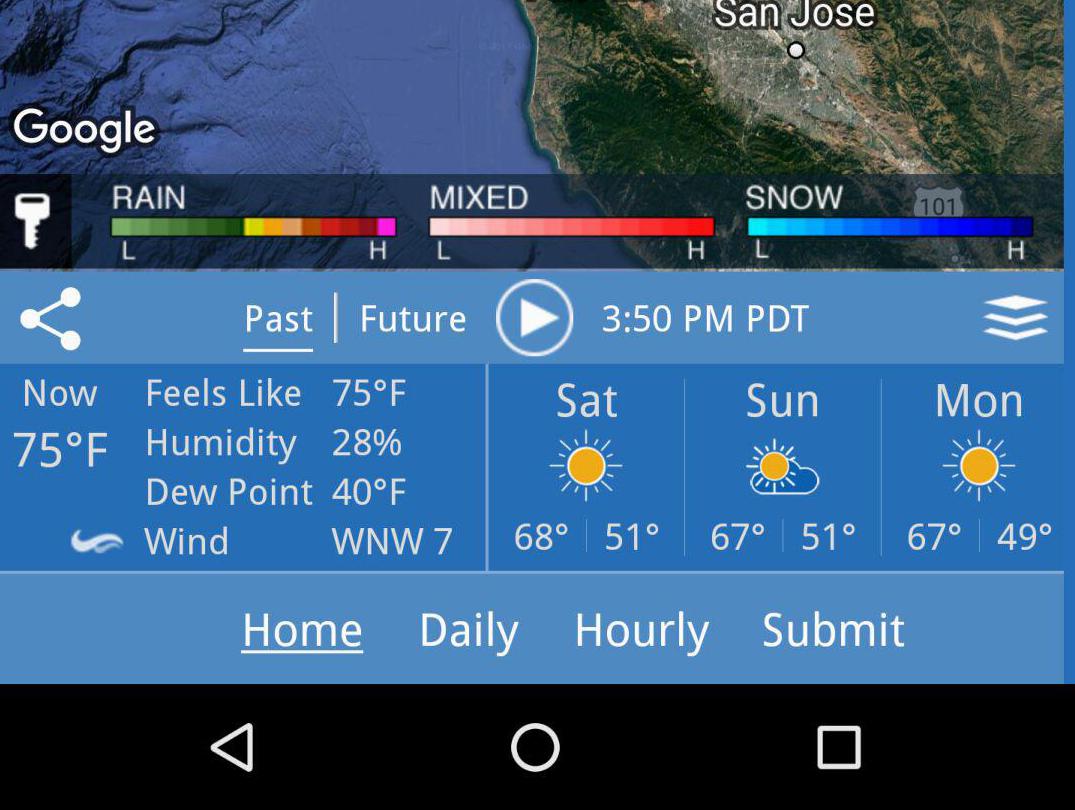 San Jose
Google
RAIN MIXED SNOW
101
L H L H L H
Past | Future 3:50 PM PDT
Now
75°F
Feels Like 75°F
Humidity 28%
Dew Point 40°F
Wind WNW 7
Sat Sun Mon
68° 51° 67° 51° 67° 49°
Home Daily Hourly Submit